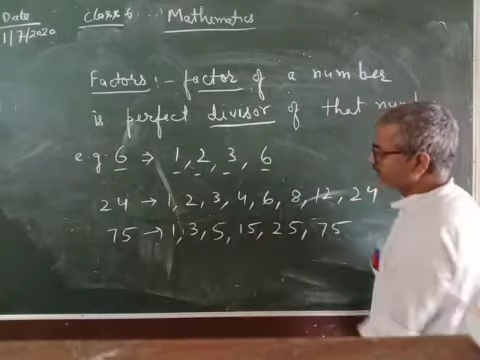 Date Class 6 Mathematics
1/7/2020
Factors :- factor of a number
is perfect divisor of that
e.g. 6 ⇒ 1, 2, 3, 6
24 → 1, 2, 3, 4, 6, 8, 12, 24
75 → 1, 3, 5, 15, 25, 75